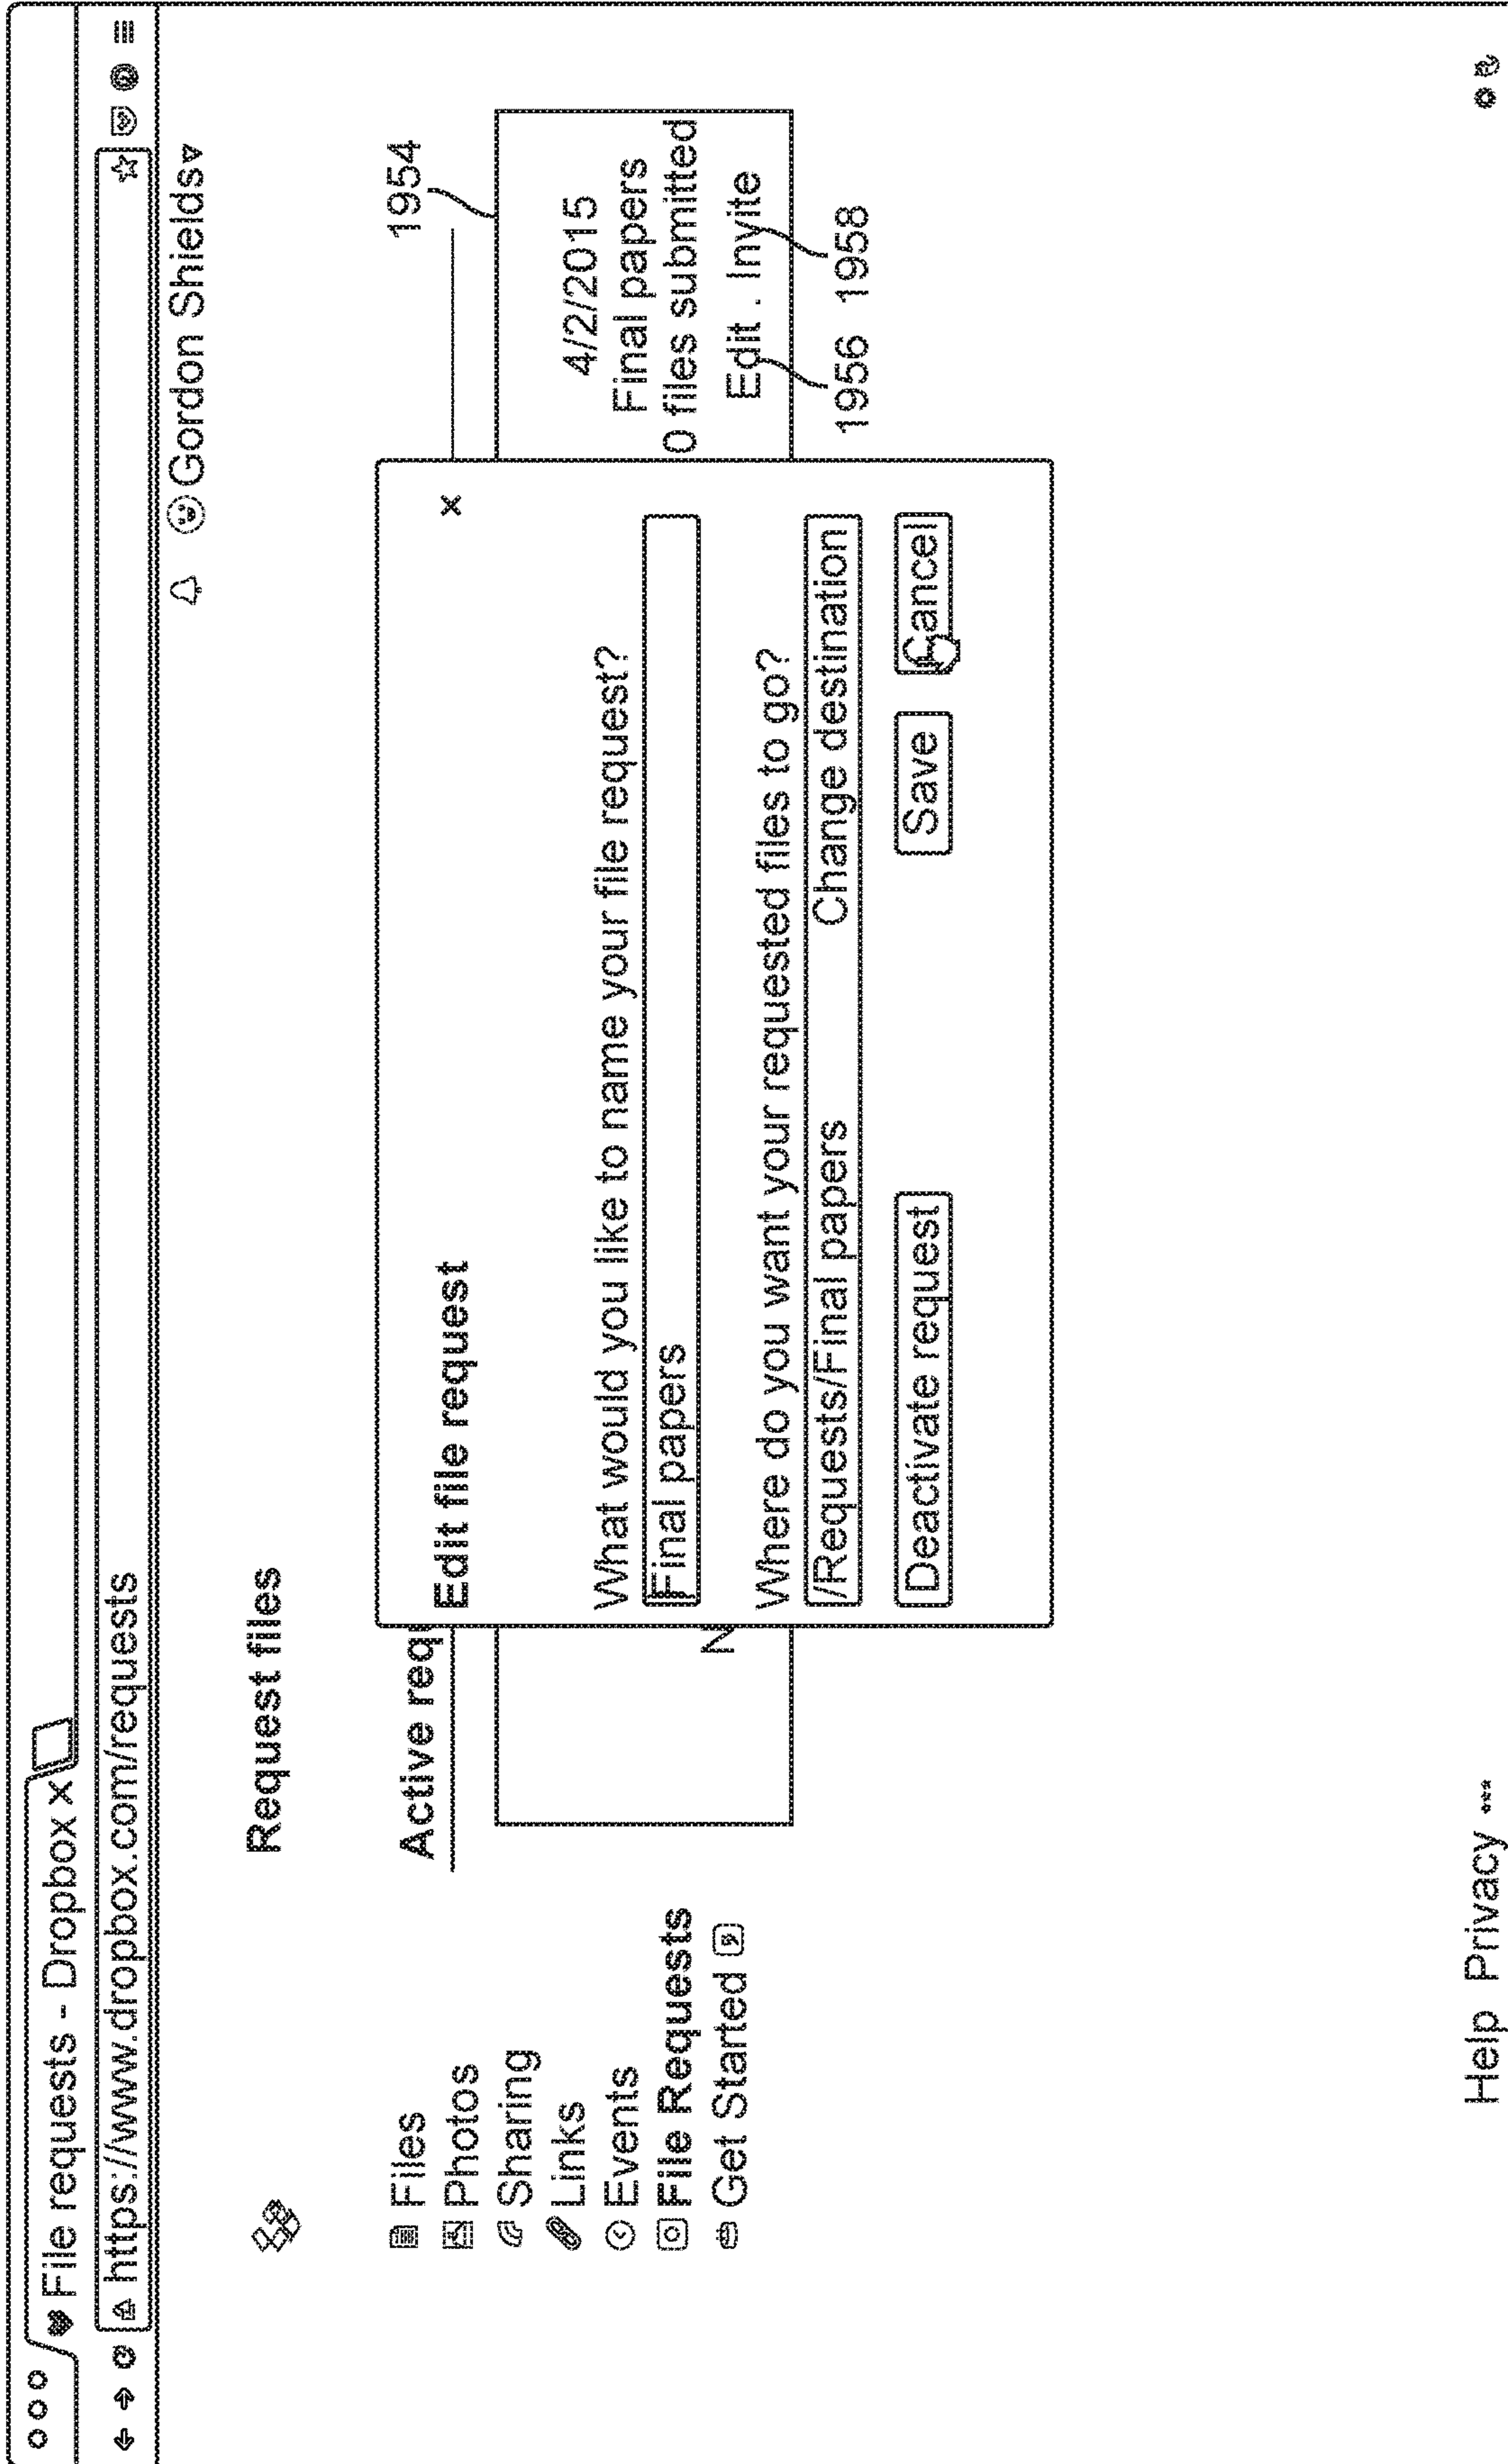 File requests - Dropbox x
https://www.dropbox.com/requests
Gordon Shields
Request files
Files
Photos
Sharing
Links
Events
File Requests
Get Started
Active requ
1954
4/2/2015
Final papers
0 files submitted
Edit . Invite
1956 1958
N
Edit file request x
What would you like to name your file request?
Final papers
Where do you want your requested files to go?
/Requests/Final papers Change destination
Deactivate request Save Cancel
Help Privacy ...